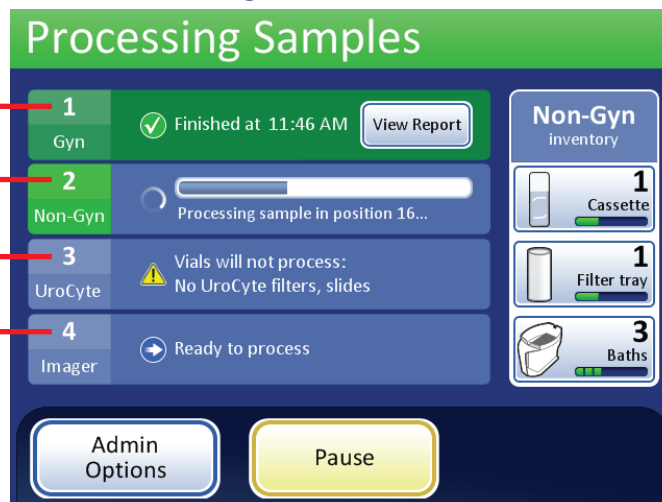 Processing Samples
1
Gyn
Finished at 11:46 AM
View Report
2
Non-Gyn
Processing sample in position 16...
3
UroCyte
Vials will not process:
No UroCyte filters, slides
4
Imager
Ready to process
Non-Gyn
inventory
1
Cassette
1
Filter tray
3
Baths
Admin
Options
Pause